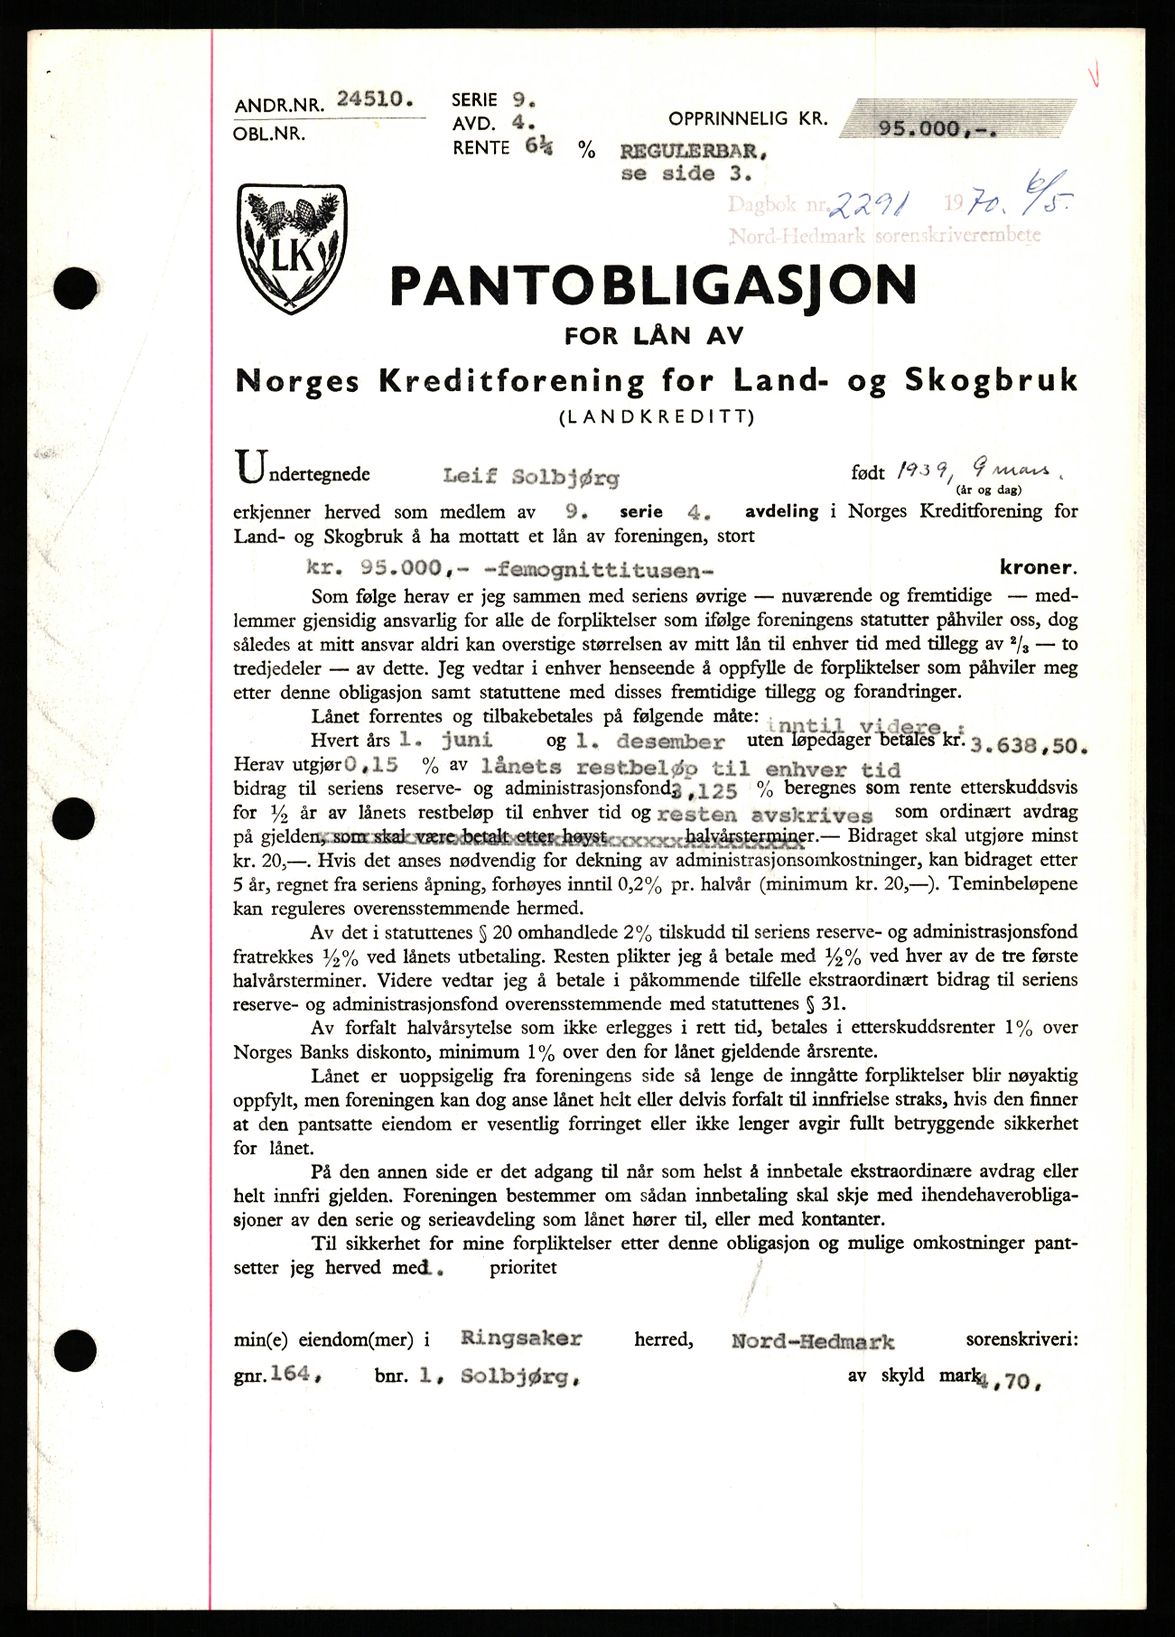 ANDR.NR. 24510.
OBL.NR.
SERIE 9.
AVD. 4.
RENTE 6¼ %
REGULERBAR,
se side 3.
OPPRINNELIG KR. 95.000,-.
Dagbok nr. 2291 1970. 6/5.
Nord-Hedmark sorenskriverembete
LK
PANTOBLIGASJON
FOR LÅN AV
Norges Kreditforening for Land- og Skogbruk
(LANDKREDITT)
Undertegnede Leif Solbjørg født 1939, 9 mars.
(år og dag)
erkjenner herved som medlem av 9. serie 4. avdeling i Norges Kreditforening for
Land- og Skogbruk å ha mottatt et lån av foreningen, stort
kr. 95.000,- -femognittitusen- kroner.
Som følge herav er jeg sammen med seriens øvrige — nuværende og fremtidige — med-
lemmer gjensidig ansvarlig for alle de forpliktelser som ifølge foreningens statutter påhviler oss, dog
således at mitt ansvar aldri kan overstige størrelsen av mitt lån til enhver tid med tillegg av ²/₃ — to
tredjedeler — av dette. Jeg vedtar i enhver henseende å oppfylle de forpliktelser som påhviler meg
etter denne obligasjon samt statuttene med disses fremtidige tillegg og forandringer.
Lånet forrentes og tilbakebetales på følgende måte: inntil videre :
Hvert års 1. juni og 1. desember uten løpedager betales kr. 3.638,50.
Herav utgjør 0,15 % av lånets restbeløp til enhver tid
bidrag til seriens reserve- og administrasjonsfond, 3,125 % beregnes som rente etterskuddsvis
for ½ år av lånets restbeløp til enhver tid og resten avskrives som ordinært avdrag
på gjelden, som skal være betalt etter høyst xxxxxx halvårsterminer.— Bidraget skal utgjøre minst
kr. 20,—. Hvis det anses nødvendig for dekning av administrasjonsomkostninger, kan bidraget etter
5 år, regnet fra seriens åpning, forhøyes inntil 0,2% pr. halvår (minimum kr. 20,—). Teminbeløpene
kan reguleres overensstemmende hermed.
Av det i statuttenes § 20 omhandlede 2% tilskudd til seriens reserve- og administrasjonsfond
fratrekkes ½% ved lånets utbetaling. Resten plikter jeg å betale med ½% ved hver av de tre første
halvårsterminer. Videre vedtar jeg å betale i påkommende tilfelle ekstraordinært bidrag til seriens
reserve- og administrasjonsfond overensstemmende med statuttenes § 31.
Av forfalt halvårsytelse som ikke erlegges i rett tid, betales i etterskuddsrenter 1% over
Norges Banks diskonto, minimum 1% over den for lånet gjeldende årsrente.
Lånet er uoppsigelig fra foreningens side så lenge de inngåtte forpliktelser blir nøyaktig
oppfylt, men foreningen kan dog anse lånet helt eller delvis forfalt til innfrielse straks, hvis den finner
at den pantsatte eiendom er vesentlig forringet eller ikke lenger avgir fullt betryggende sikkerhet
for lånet.
På den annen side er det adgang til når som helst å innbetale ekstraordinære avdrag eller
helt innfri gjelden. Foreningen bestemmer om sådan innbetaling skal skje med ihendehaverobliga-
sjoner av den serie og serieavdeling som lånet hører til, eller med kontanter.
Til sikkerhet for mine forpliktelser etter denne obligasjon og mulige omkostninger pant-
setter jeg herved med 1. prioritet
min(e) eiendom(mer) i Ringsaker herred, Nord-Hedmark sorenskriveri:
gnr. 164, bnr. 1, Solbjørg, av skyld mark 4,70,